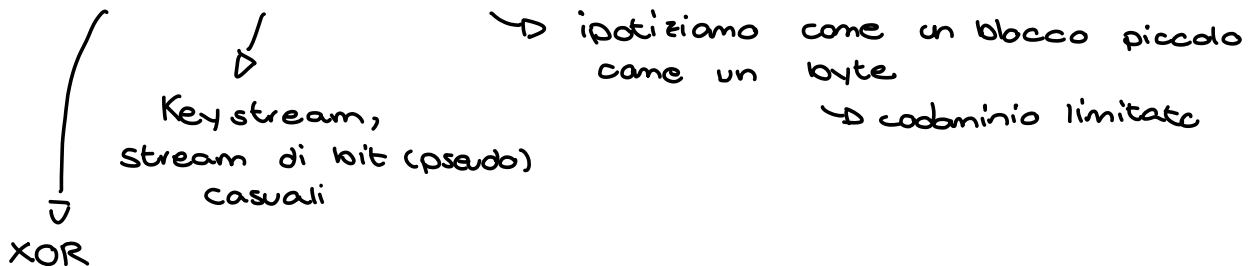 ipotiziamo come un blocco piccolo
come un byte
Key stream,
codominio limitato
stream di bit (pseudo)
casuali
XOR